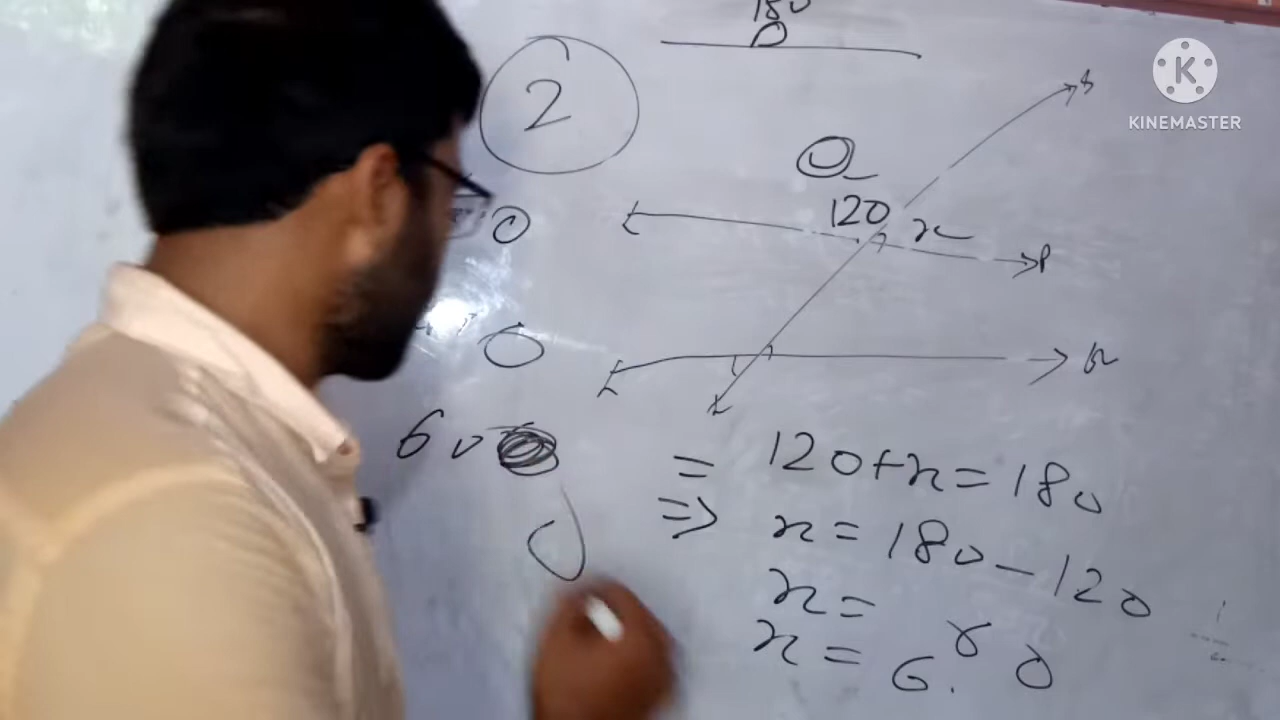 180
2
K
KINEMASTER
120 x
P
60
= 120+x=180
=> x=180-120
x=
x= 60